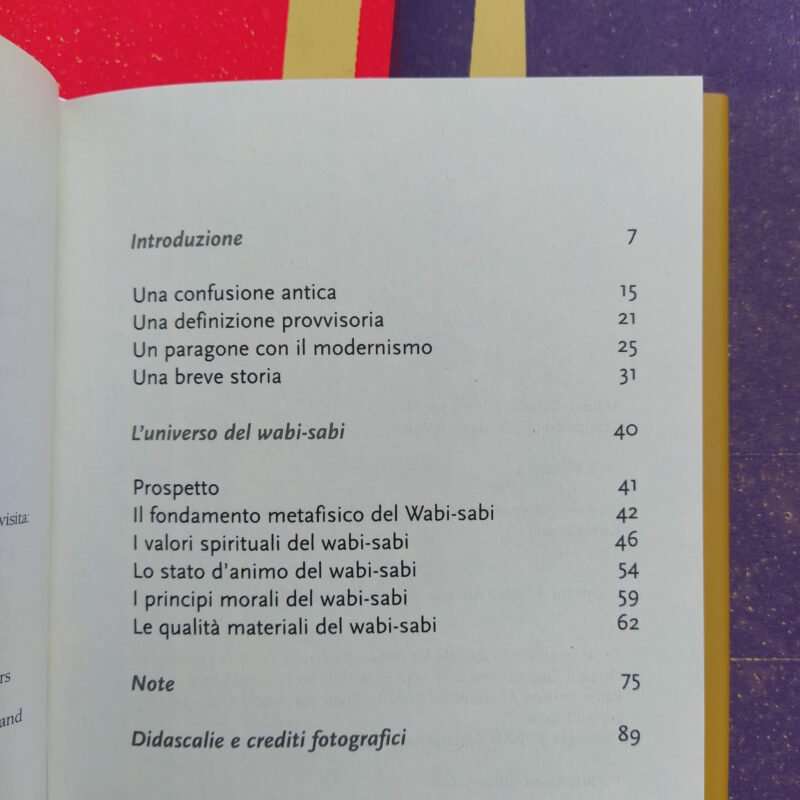 Introduzione 7
Una confusione antica 15
Una definizione provvisoria 21
Un paragone con il modernismo 25
Una breve storia 31
L'universo del wabi-sabi 40
Prospetto 41
Il fondamento metafisico del Wabi-sabi 42
I valori spirituali del wabi-sabi 46
Lo stato d'animo del wabi-sabi 54
I principi morali del wabi-sabi 59
Le qualità materiali del wabi-sabi 62
Note 75
Didascalie e crediti fotografici 89
visita:
and